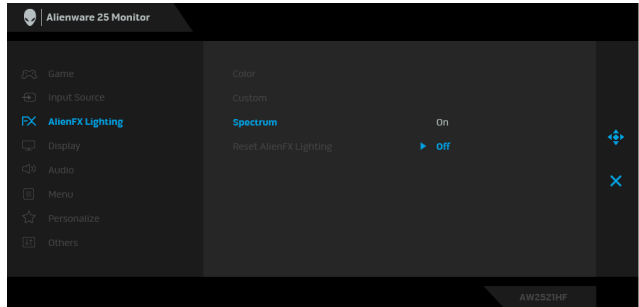 Alienware 25 Monitor
Game
Input Source
FX AlienFX Lighting
Display
Audio
Menu
Personalize
Others
Color
Custom
Spectrum On
Reset AlienFX Lighting Off
AW2521HF